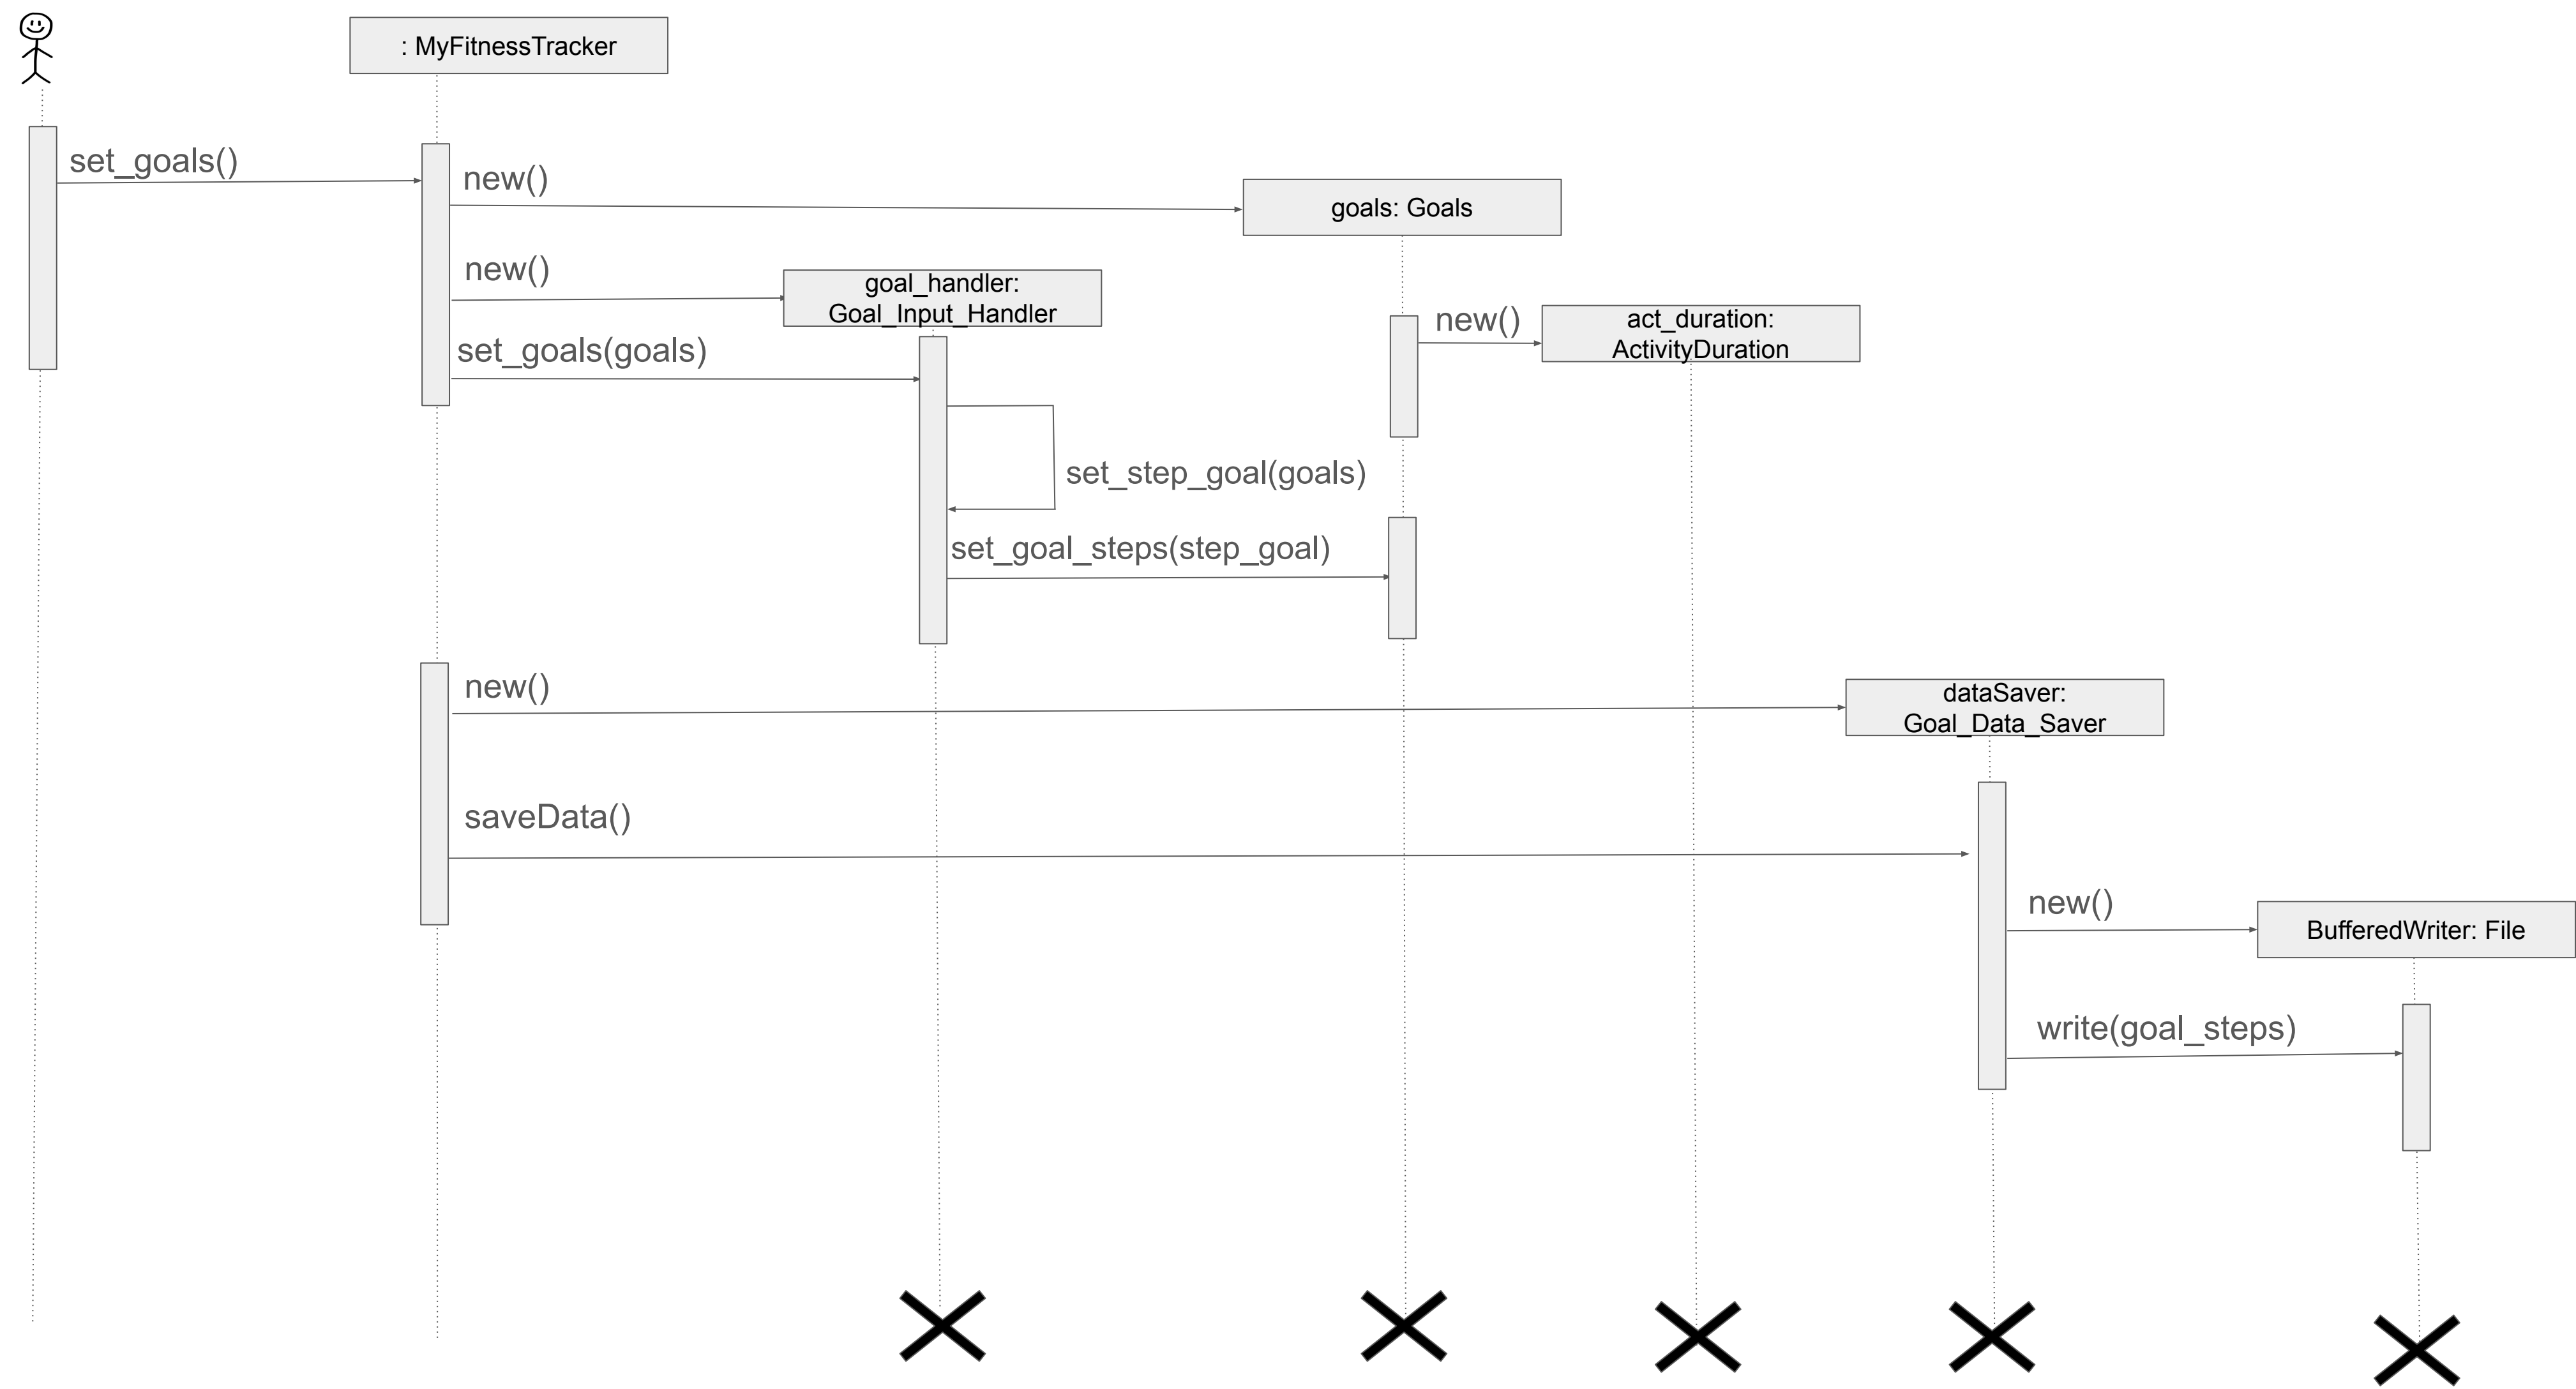 : MyFitnessTracker
set_goals()
new()
goals: Goals
new()
goal_handler:
Goal_Input_Handler
new()
act_duration:
ActivityDuration
set_goals(goals)
set_step_goal(goals)
set_goal_steps(step_goal)
new()
dataSaver:
Goal_Data_Saver
saveData()
new()
BufferedWriter: File
write(goal_steps)